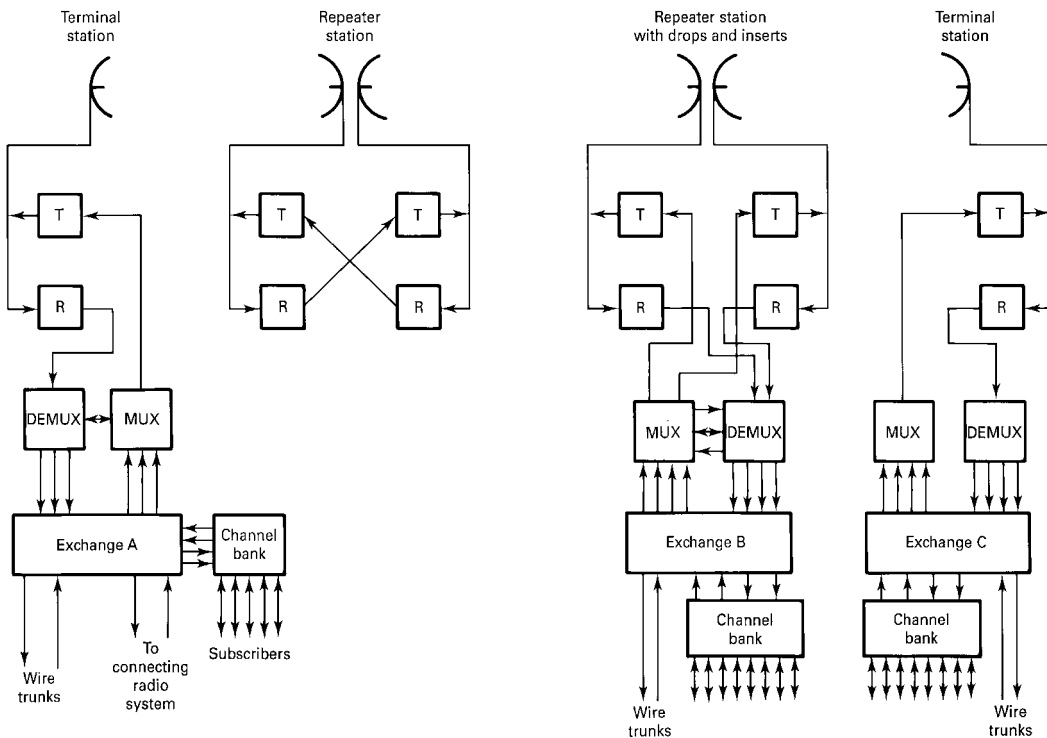 Terminal
station
Repeater
station
Repeater station
with drops and inserts
Terminal
station
T
T
T
T
T
T
R
R
R
R
R
R
DEMUX
MUX
MUX
DEMUX
MUX
DEMUX
Exchange A
Channel
bank
Exchange B
Exchange C
Channel
bank
Channel
bank
Wire
trunks
To
connecting
radio
system
Subscribers
Wire
trunks
Wire
trunks